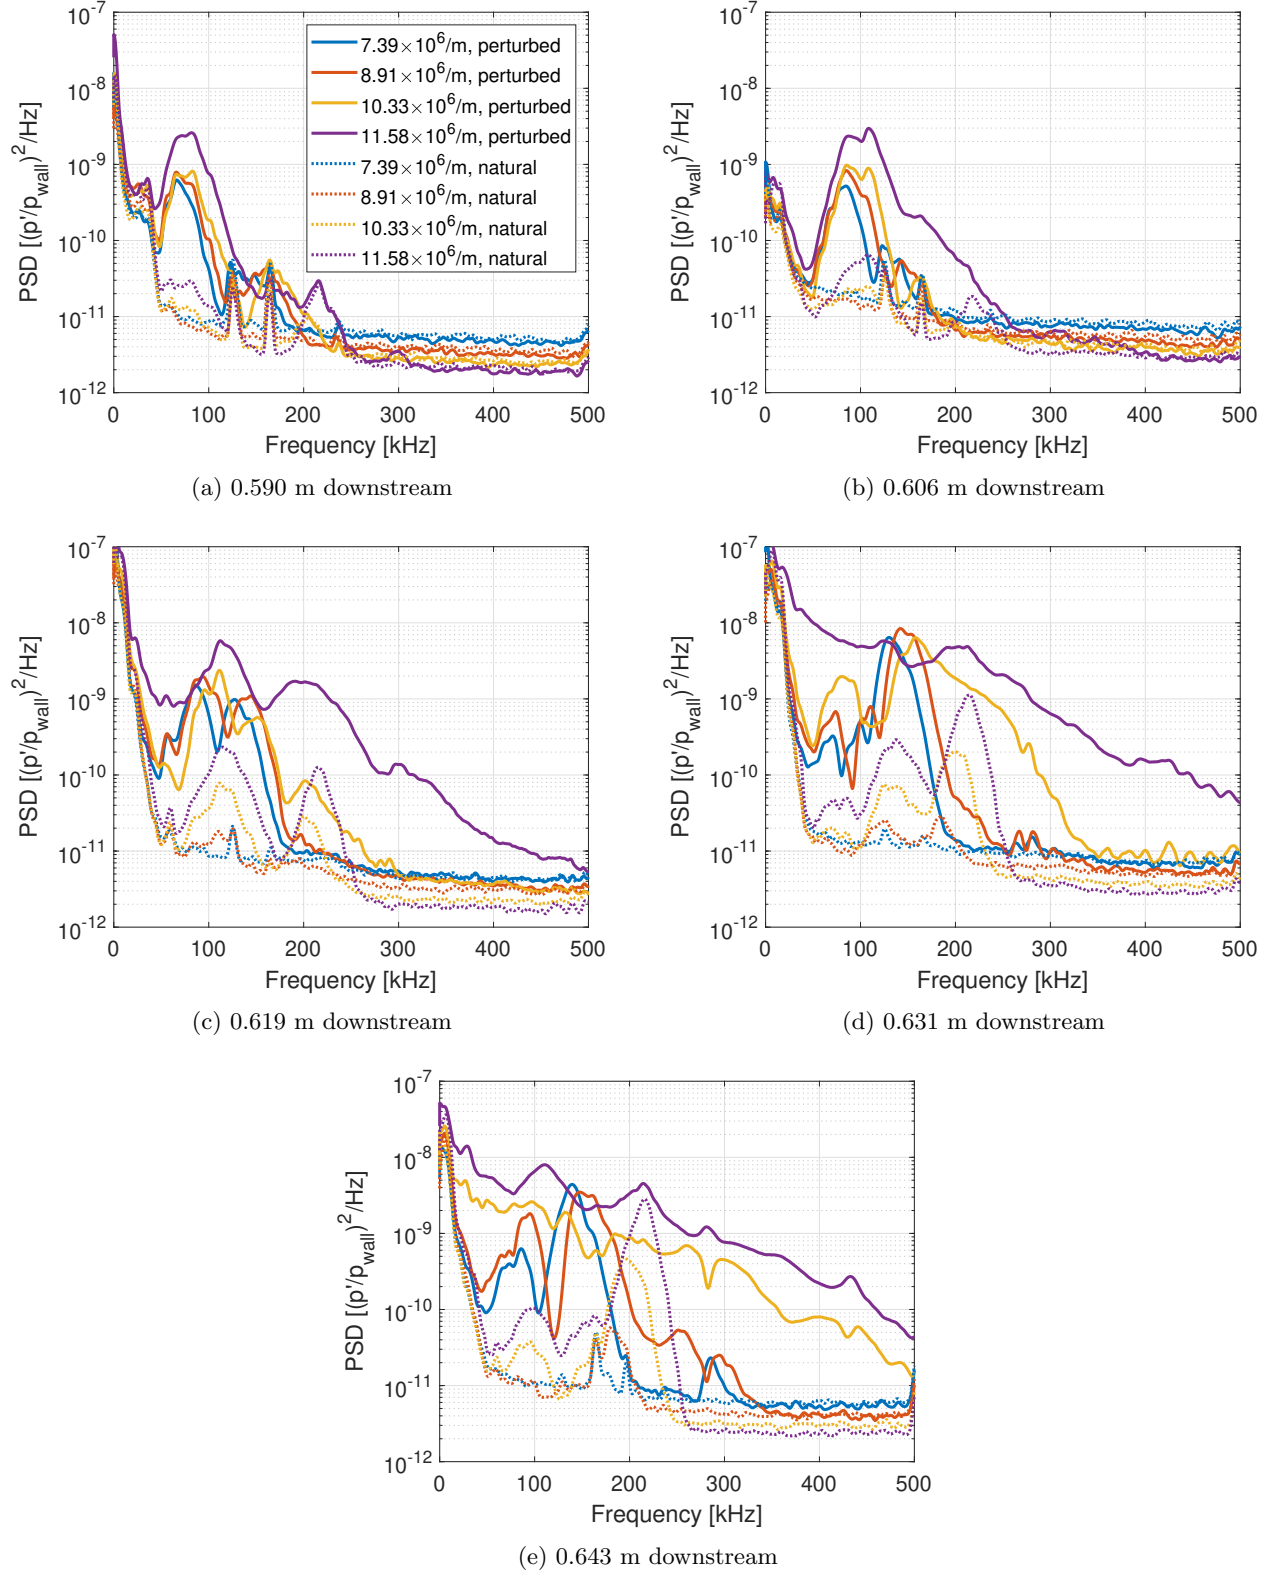 10^-7
10^-8
10^-9
10^-10
10^-11
10^-12
PSD [(p'/p_wall)^2/Hz]
0 100 200 300 400 500
Frequency [kHz]
7.39×10^6/m, perturbed
8.91×10^6/m, perturbed
10.33×10^6/m, perturbed
11.58×10^6/m, perturbed
7.39×10^6/m, natural
8.91×10^6/m, natural
10.33×10^6/m, natural
11.58×10^6/m, natural
(a) 0.590 m downstream
10^-7
10^-8
10^-9
10^-10
10^-11
10^-12
PSD [(p'/p_wall)^2/Hz]
0 100 200 300 400 500
Frequency [kHz]
(b) 0.606 m downstream
10^-7
10^-8
10^-9
10^-10
10^-11
10^-12
PSD [(p'/p_wall)^2/Hz]
0 100 200 300 400 500
Frequency [kHz]
(c) 0.619 m downstream
10^-7
10^-8
10^-9
10^-10
10^-11
10^-12
PSD [(p'/p_wall)^2/Hz]
0 100 200 300 400 500
Frequency [kHz]
(d) 0.631 m downstream
10^-7
10^-8
10^-9
10^-10
10^-11
10^-12
PSD [(p'/p_wall)^2/Hz]
0 100 200 300 400 500
Frequency [kHz]
(e) 0.643 m downstream